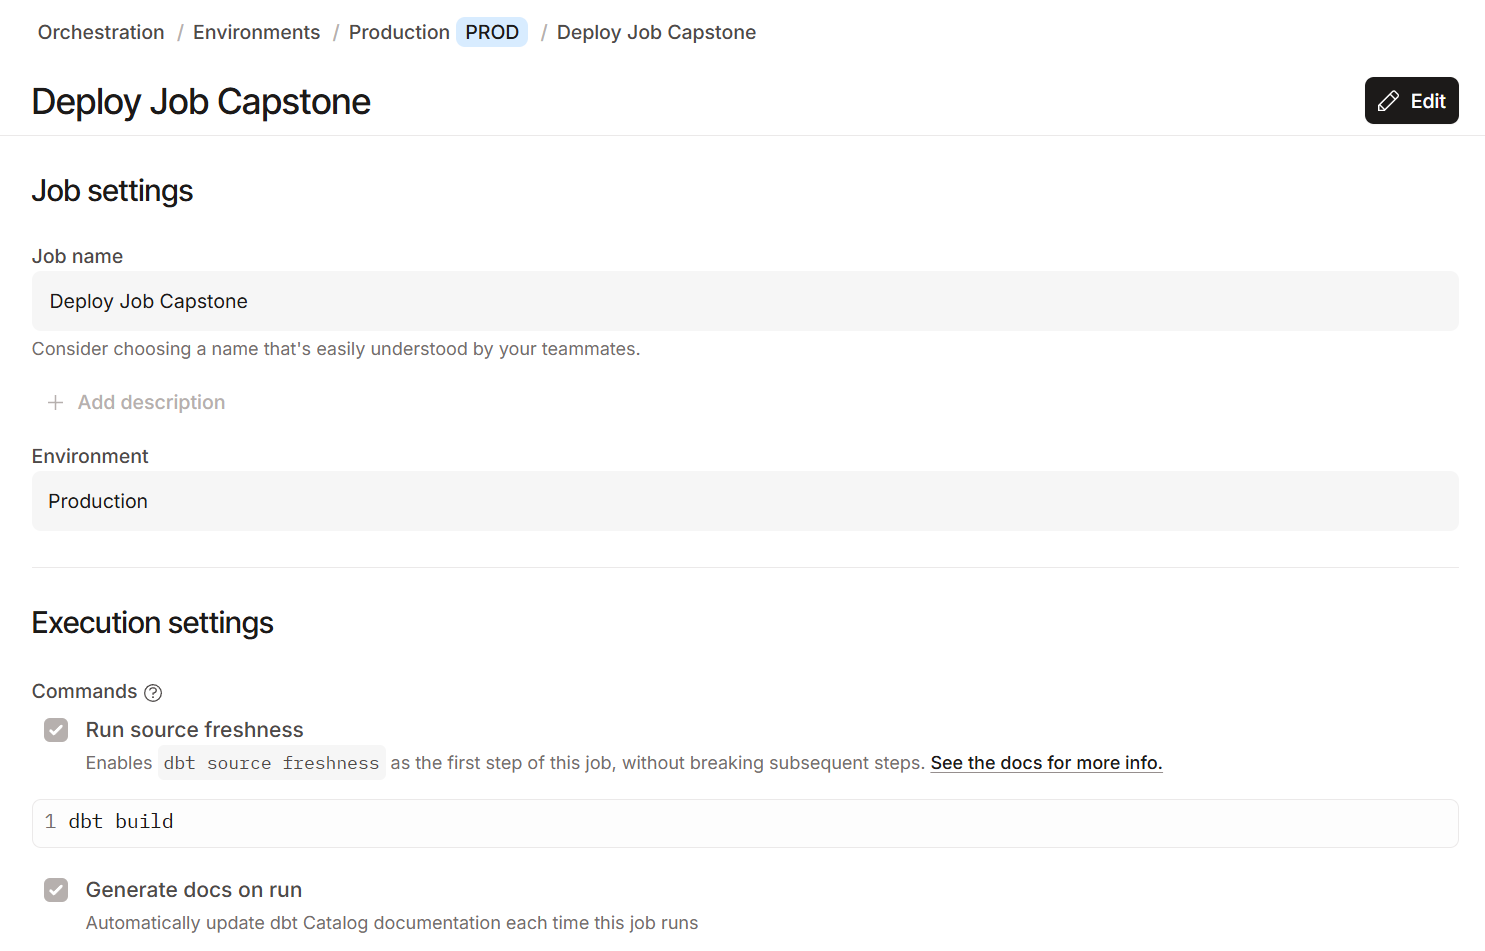 Orchestration / Environments / Production PROD / Deploy Job Capstone
Deploy Job Capstone
Edit
Job settings
Job name
Deploy Job Capstone
Consider choosing a name that's easily understood by your teammates.
+ Add description
Environment
Production
Execution settings
Commands ?
Run source freshness
Enables dbt source freshness as the first step of this job, without breaking subsequent steps. See the docs for more info.
1 dbt build
Generate docs on run
Automatically update dbt Catalog documentation each time this job runs